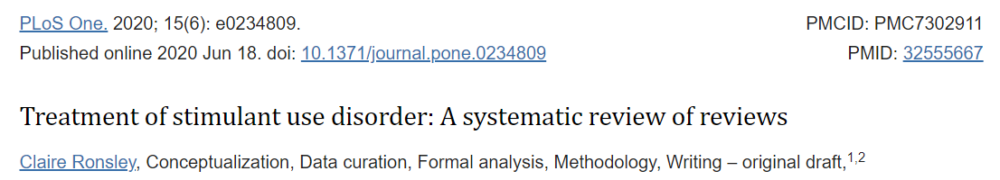 PLoS One. 2020; 15(6): e0234809. PMCID: PMC7302911
Published online 2020 Jun 18. doi: 10.1371/journal.pone.0234809 PMID: 32555667
Treatment of stimulant use disorder: A systematic review of reviews
Claire Ronsley, Conceptualization, Data curation, Formal analysis, Methodology, Writing – original draft,1,2